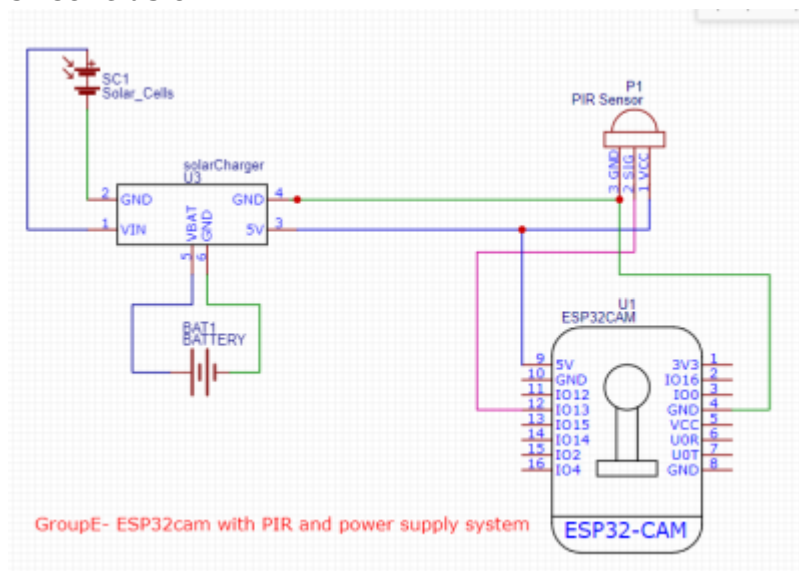 SC1
Solar_Cells
P1
PIR Sensor
3 GND
2 SIG
1 VCC
solarCharger
U3
2 GND
1 VIN
GND 4
5V 3
VBAT 5
GND 6
BAT1
BATTERY
U1
ESP32CAM
9 5V
10 GND
11 IO12
12 IO13
13 IO15
14 IO14
15 IO2
16 IO4
3V3 1
IO16 2
IO0 3
GND 4
VCC 5
U0R 6
U0T 7
GND 8
ESP32-CAM
GroupE- ESP32cam with PIR and power supply system